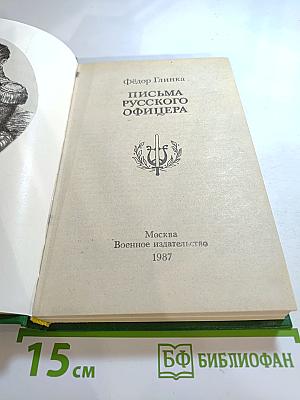 Фёдор Глинка
ПИСЬМА
РУССКОГО
ОФИЦЕРА
Москва
Военное издательство
1987
15 см
БФ БИБЛИОФАН